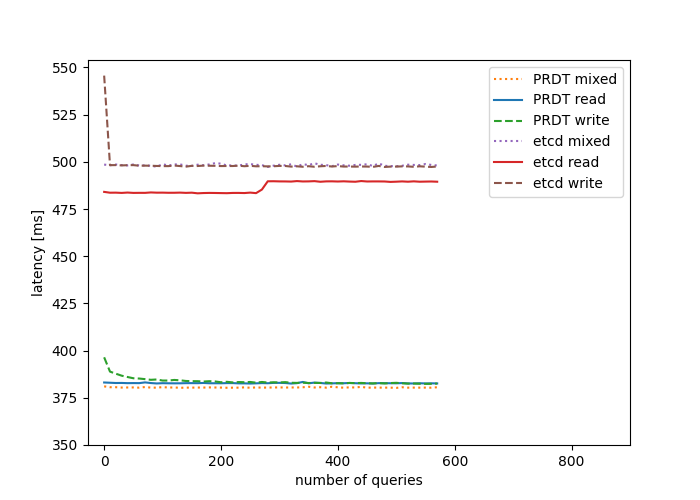 550
525
500
475
450
425
400
375
350
latency [ms]
0 200 400 600 800
number of queries
PRDT mixed
PRDT read
PRDT write
etcd mixed
etcd read
etcd write